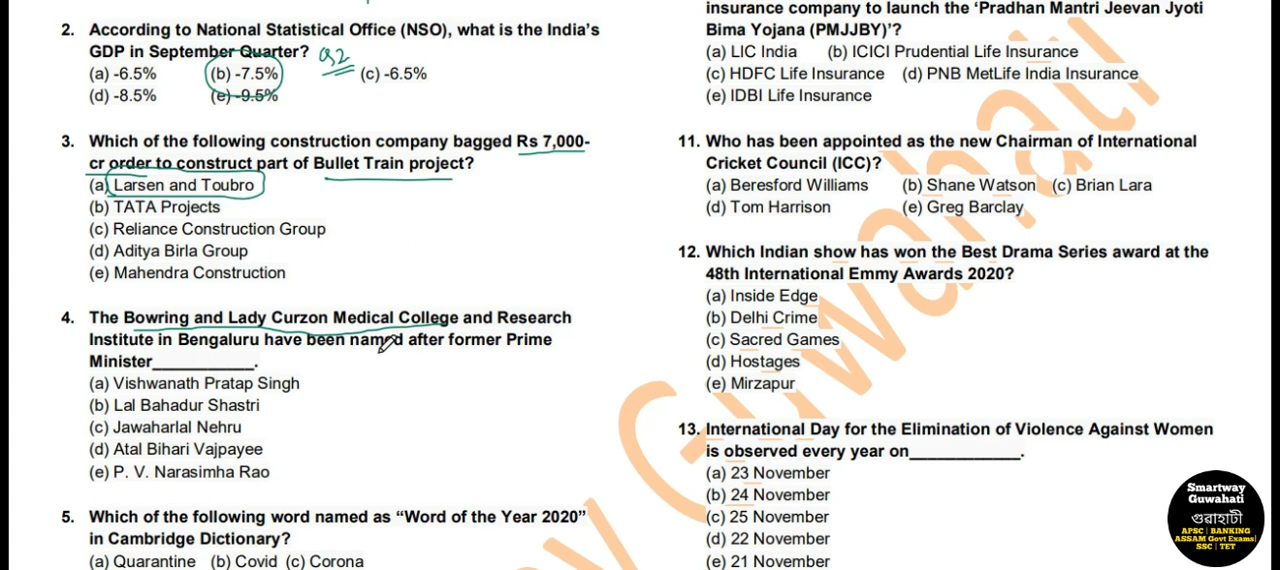 2. According to National Statistical Office (NSO), what is the India's
GDP in September Quarter? Q2
(a) -6.5% (b) -7.5% (c) -6.5%
(d) -8.5% (e) -9.5%
3. Which of the following construction company bagged Rs 7,000-
cr order to construct part of Bullet Train project?
(a) Larsen and Toubro
(b) TATA Projects
(c) Reliance Construction Group
(d) Aditya Birla Group
(e) Mahendra Construction
4. The Bowring and Lady Curzon Medical College and Research
Institute in Bengaluru have been named after former Prime
Minister____________.
(a) Vishwanath Pratap Singh
(b) Lal Bahadur Shastri
(c) Jawaharlal Nehru
(d) Atal Bihari Vajpayee
(e) P. V. Narasimha Rao
5. Which of the following word named as “Word of the Year 2020”
in Cambridge Dictionary?
(a) Quarantine (b) Covid (c) Corona
insurance company to launch the ‘Pradhan Mantri Jeevan Jyoti
Bima Yojana (PMJJBY)’?
(a) LIC India (b) ICICI Prudential Life Insurance
(c) HDFC Life Insurance (d) PNB MetLife India Insurance
(e) IDBI Life Insurance
11. Who has been appointed as the new Chairman of International
Cricket Council (ICC)?
(a) Beresford Williams (b) Shane Watson (c) Brian Lara
(d) Tom Harrison (e) Greg Barclay
12. Which Indian show has won the Best Drama Series award at the
48th International Emmy Awards 2020?
(a) Inside Edge
(b) Delhi Crime
(c) Sacred Games
(d) Hostages
(e) Mirzapur
13. International Day for the Elimination of Violence Against Women
is observed every year on_____________.
(a) 23 November
(b) 24 November
(c) 25 November
(d) 22 November
(e) 21 November
y Guwahati
Smartway
Guwahati
গুৱাহাটী
APSC | BANKING
ASSAM Govt Exams|
SSC | TET